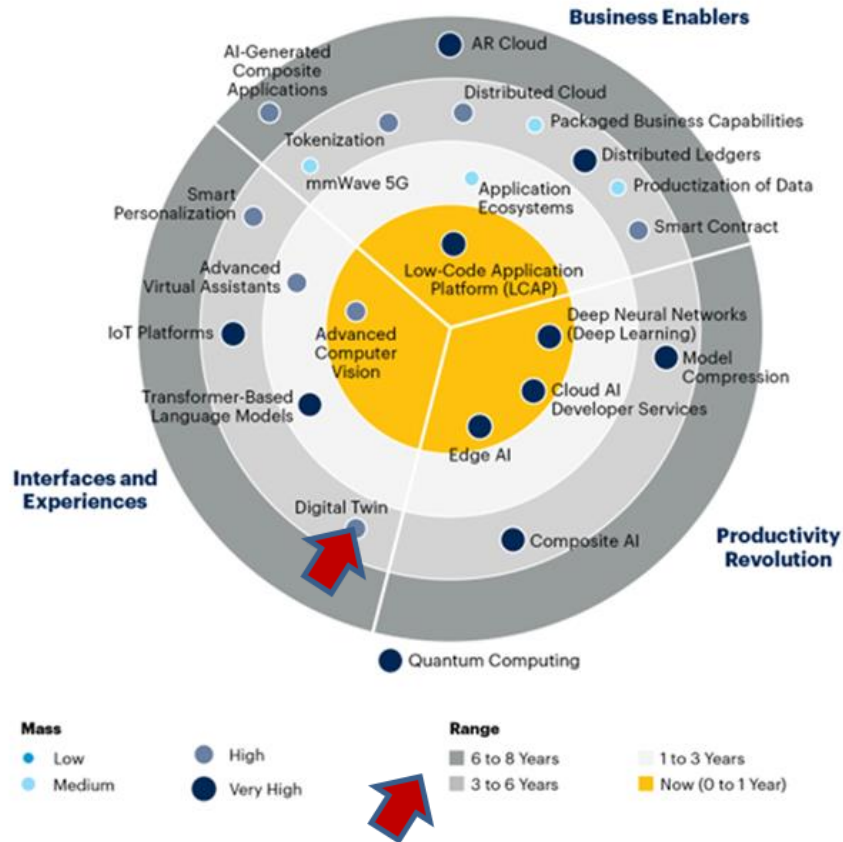 Business Enablers
AR Cloud
AI-Generated
Composite
Applications
Distributed Cloud
Tokenization
Packaged Business Capabilities
Distributed Ledgers
mmWave 5G
Application
Ecosystems
Productization of Data
Smart
Personalization
Smart Contract
Low-Code Application
Platform (LCAP)
Advanced
Virtual Assistants
IoT Platforms
Advanced
Computer
Vision
Deep Neural Networks
(Deep Learning)
Model
Compression
Transformer-Based
Language Models
Cloud AI
Developer Services
Edge AI
Interfaces and
Experiences
Digital Twin
Composite AI
Productivity
Revolution
Quantum Computing
Mass
Low
Medium
High
Very High
Range
6 to 8 Years
3 to 6 Years
1 to 3 Years
Now (0 to 1 Year)